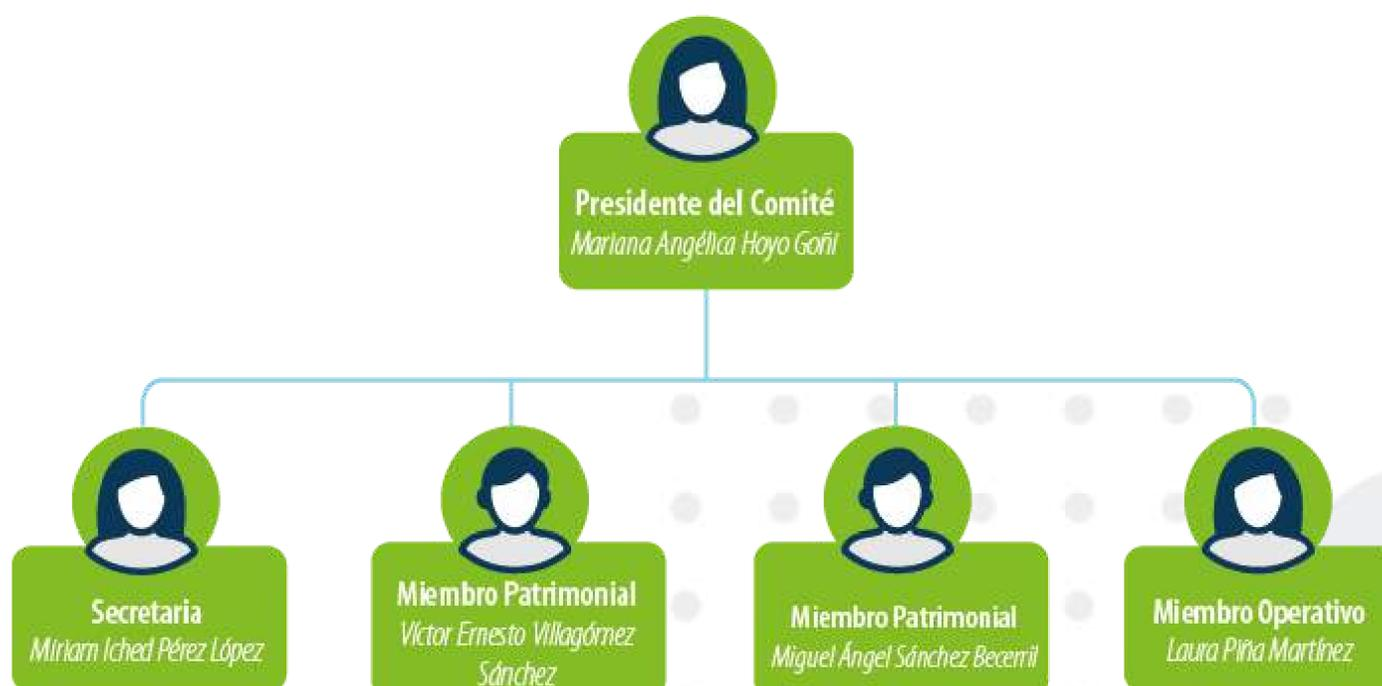 Presidente del Comité
Mariana Angélica Hoyo Goñi
Secretaria
Miriam Iched Pérez López
Miembro Patrimonial
Víctor Ernesto Villagómez
Sánchez
Miembro Patrimonial
Miguel Ángel Sánchez Becerril
Miembro Operativo
Laura Piña Martínez